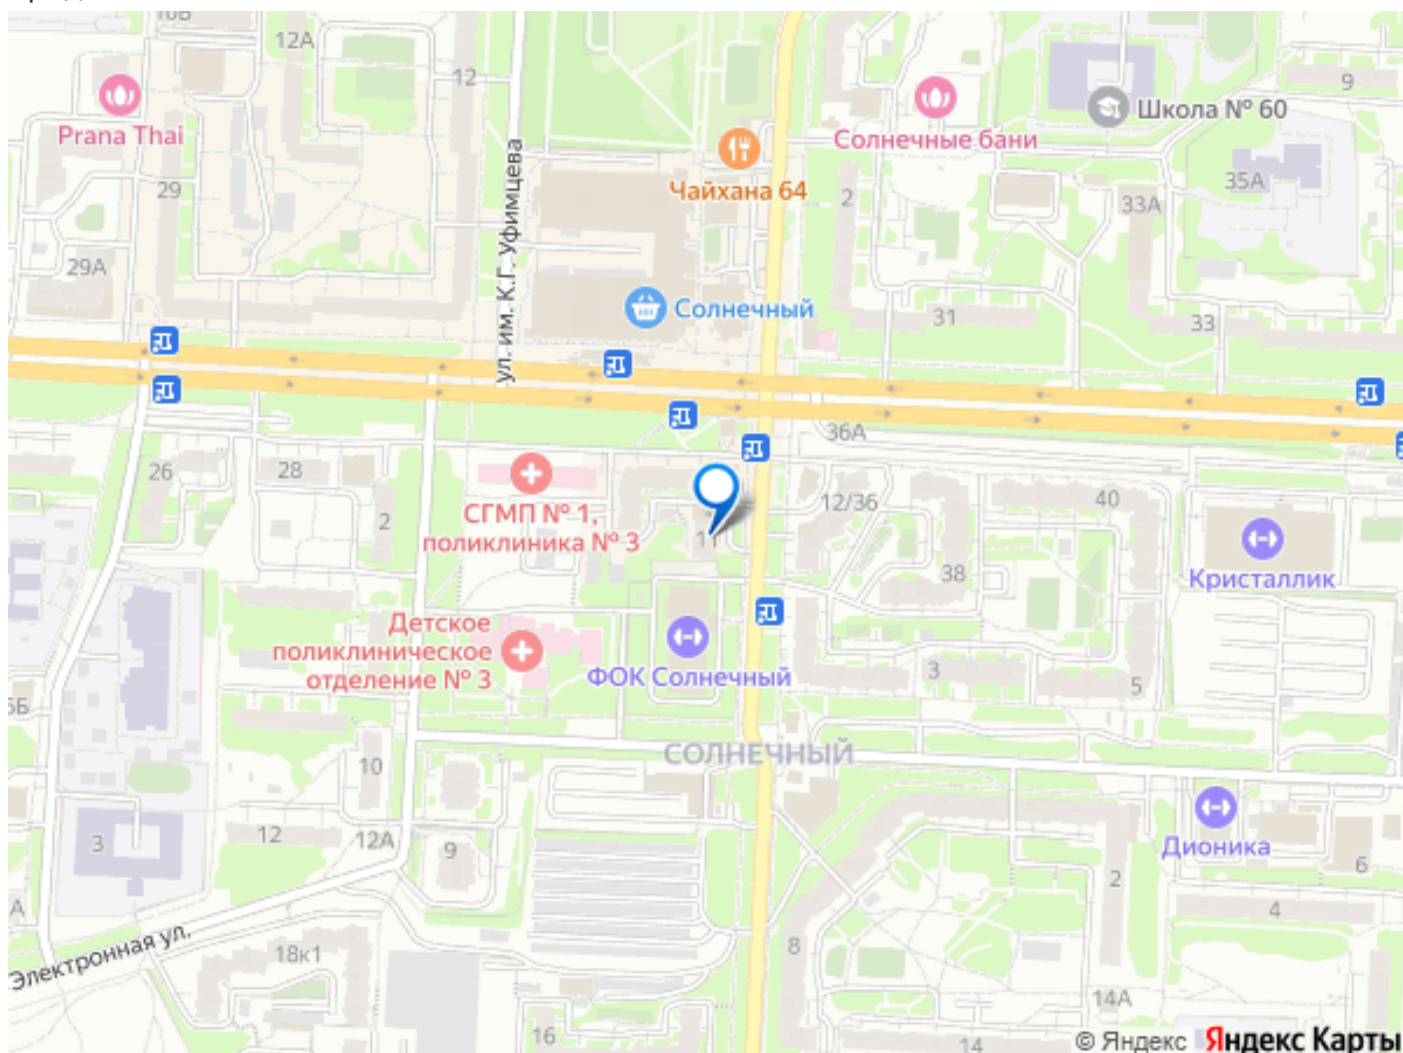 10В
12А
12
9
Prana Thai
Школа № 60
Солнечные бани
Чайхана 64
29
2
35А
33А
29А
ул. им. К.Г. Уфимцева
Солнечный
31
33
36А
26
28
2
СГМП № 1,
поликлиника № 3
11
12/36
40
38
Кристаллик
Детское
поликлиническое
отделение № 3
ФОК Солнечный
3
5
5Б
СОЛНЕЧНЫЙ
10
3
12
12А
9
Дионика
6
2
4
А
Электронная ул.
18к1
8
14А
16
14
© Яндекс Яндекс Карты